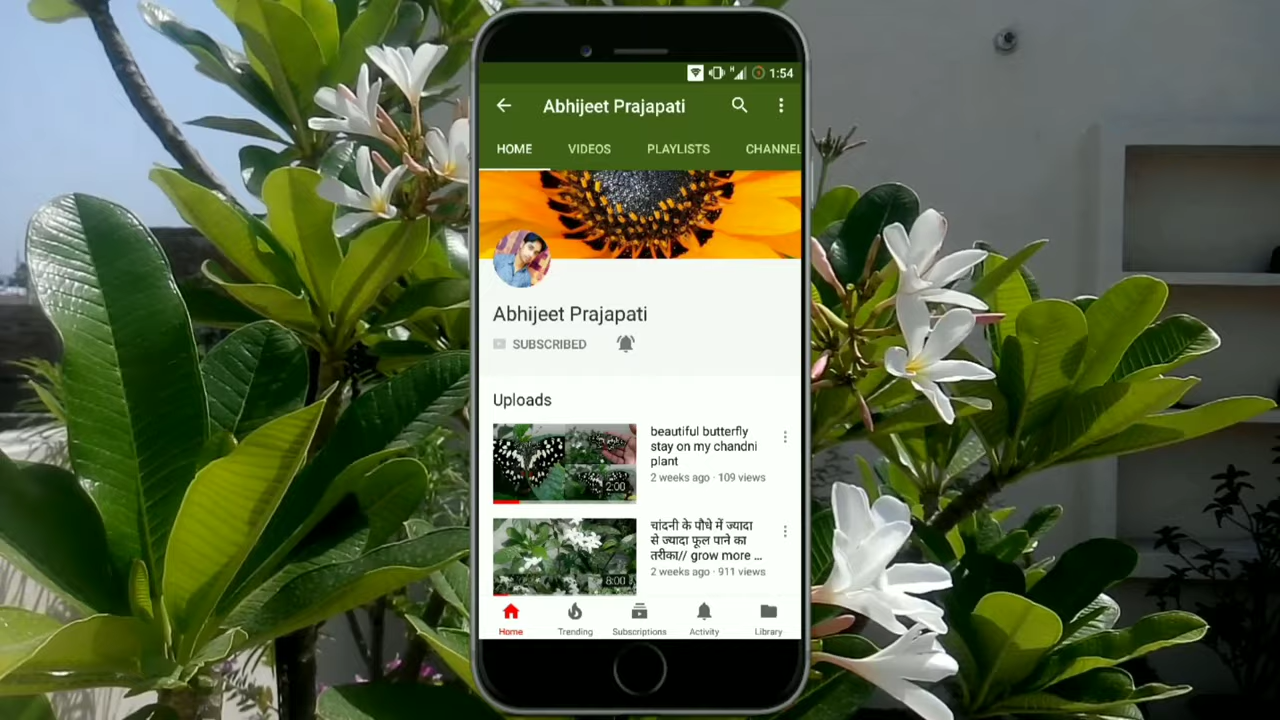 H 1:54
Abhijeet Prajapati
HOME VIDEOS PLAYLISTS CHANNEL
Abhijeet Prajapati
SUBSCRIBED
Uploads
beautiful butterfly
stay on my chandni
plant
2 weeks ago · 109 views
2:00
चांदनी के पौधे में ज्यादा
से ज्यादा फूल पाने का
तरीका// grow more ...
2 weeks ago · 911 views
8:00
Home Trending Subscriptions Activity Library